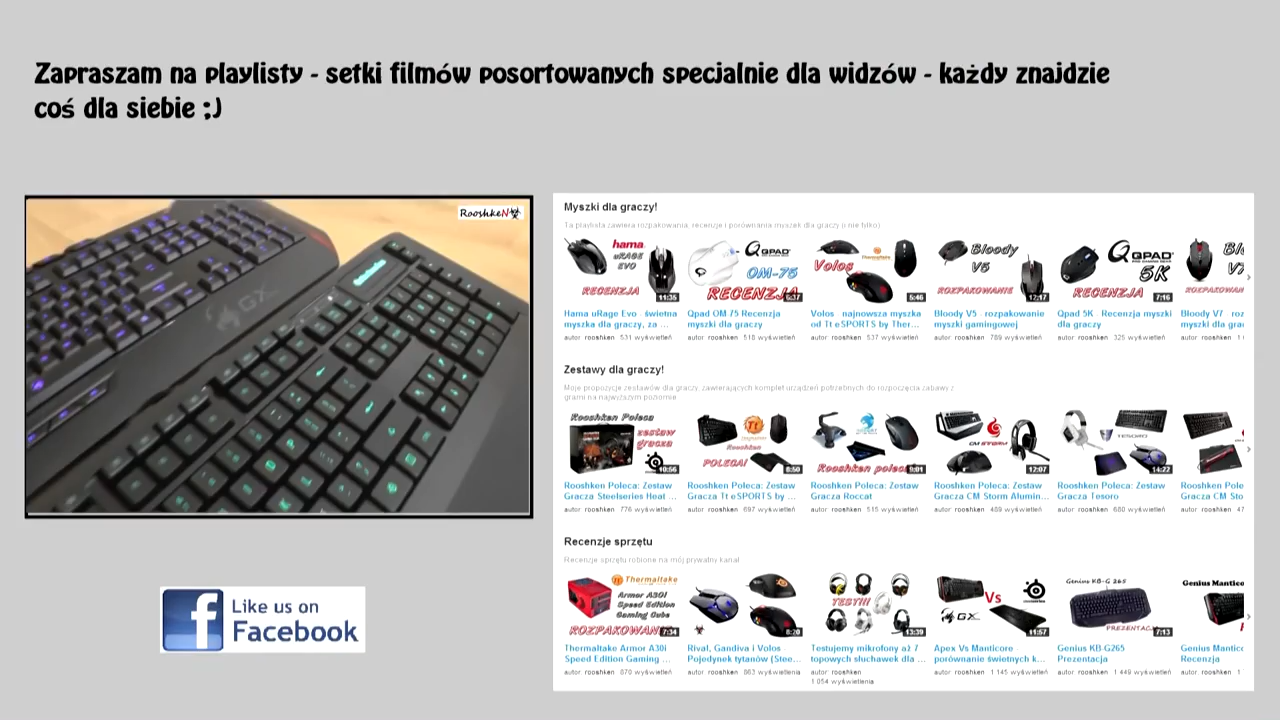 Zapraszam na playlisty - setki filmów posortowanych specjalnie dla widzów - każdy znajdzie
coś dla siebie ;)
RooshkeN
GX
Myszki dla graczy!
Ta playlista zawiera rozpakowania, recenzje i porównania myszek dla graczy (i nie tylko)
hama. uRAGE EVO RECENZJA 11:35
QPAD OM-75 RECENZJA 6:37
Volos Thermaltake 5:46
Bloody V5 ROZPAKOWANIE 12:17
QPAD 5K RECENZJA 7:16
Hama uRage Evo - świetna Qpad OM 75 Recenzja Volos - najnowsza myszka Bloody V5 - rozpakowanie Qpad 5K - Recenzja myszki
myszka dla graczy, za ... myszki dla graczy od Tt eSPORTS by Ther... myszki gamingowej dla graczy
autor rooshken 531 wyświetleń autor rooshken 518 wyświetleń autor rooshken 537 wyświetleń autor rooshken 789 wyświetleń autor rooshken 325 wyświetleń
Zestawy dla graczy!
Moje propozycje zestawów dla graczy, zawierających komplet urządzeń potrzebnych do rozpoczęcia zabawy z
grami na najwyższym poziomie
Rooshken Poleca zestaw gracza 10:56
Tt Rooshken POLECA! 8:50
Rooshken poleca 9:01
CM STORM 12:07
TESORO 14:22
Rooshken Poleca: Zestaw Rooshken Poleca: Zestaw Rooshken Poleca: Zestaw Rooshken Poleca: Zestaw Rooshken Poleca: Zestaw
Gracza Steelseries Heat ... Gracza Tt eSPORTS by ... Gracza Roccat Gracza CM Storm Alumin... Gracza Tesoro
autor rooshken 776 wyświetleń autor rooshken 697 wyświetleń autor rooshken 515 wyświetleń autor rooshken 489 wyświetleń autor rooshken 680 wyświetleń
Recenzje sprzętu
Recenzje sprzętu robione na mój prywatny kanał
Thermaltake Armor A30i Speed Edition Gaming Cube 7:34
8:20
TEST!!! 13:39
Vs GX 11:57
Genius KB-G 265 7:13
Thermaltake Armor A30i Rival, Gandiva i Volos - Testujemy mikrofony aż 7 Apex Vs Manticore - Genius KB-G265
Speed Edition Gaming ... Pojedynek tytanów (Stee... topowych słuchawek dla ... porównanie świetnych k... Prezentacja Recenzja
autor rooshken 870 wyświetleń autor rooshken 863 wyświetlenia autor rooshken autor rooshken 1 145 wyświetleń autor rooshken 1 449 wyświetleń
1 054 wyświetlenia
Like us on
Facebook